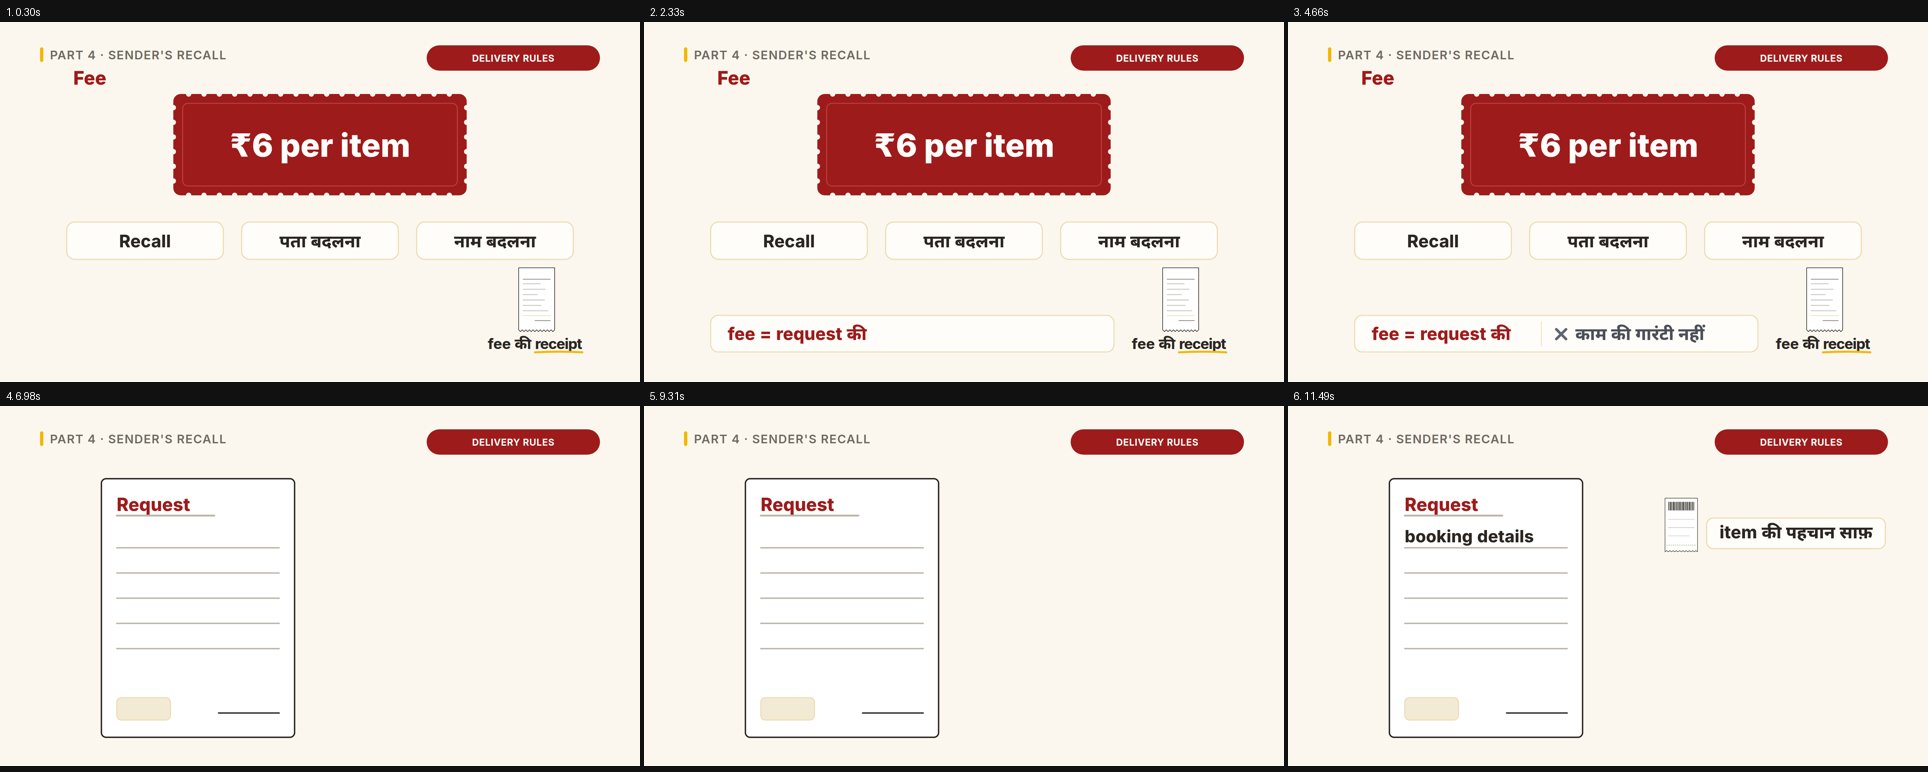 1. 0.30s
PART 4 · SENDER'S RECALL
DELIVERY RULES
Fee
₹6 per item
Recall
पता बदलना
नाम बदलना
fee की receipt
2. 2.33s
PART 4 · SENDER'S RECALL
DELIVERY RULES
Fee
₹6 per item
Recall
पता बदलना
नाम बदलना
fee = request की
fee की receipt
3. 4.66s
PART 4 · SENDER'S RECALL
DELIVERY RULES
Fee
₹6 per item
Recall
पता बदलना
नाम बदलना
fee = request की
✕ काम की गारंटी नहीं
fee की receipt
4. 6.98s
PART 4 · SENDER'S RECALL
DELIVERY RULES
Request
5. 9.31s
PART 4 · SENDER'S RECALL
DELIVERY RULES
Request
6. 11.49s
PART 4 · SENDER'S RECALL
DELIVERY RULES
Request
booking details
item की पहचान साफ़